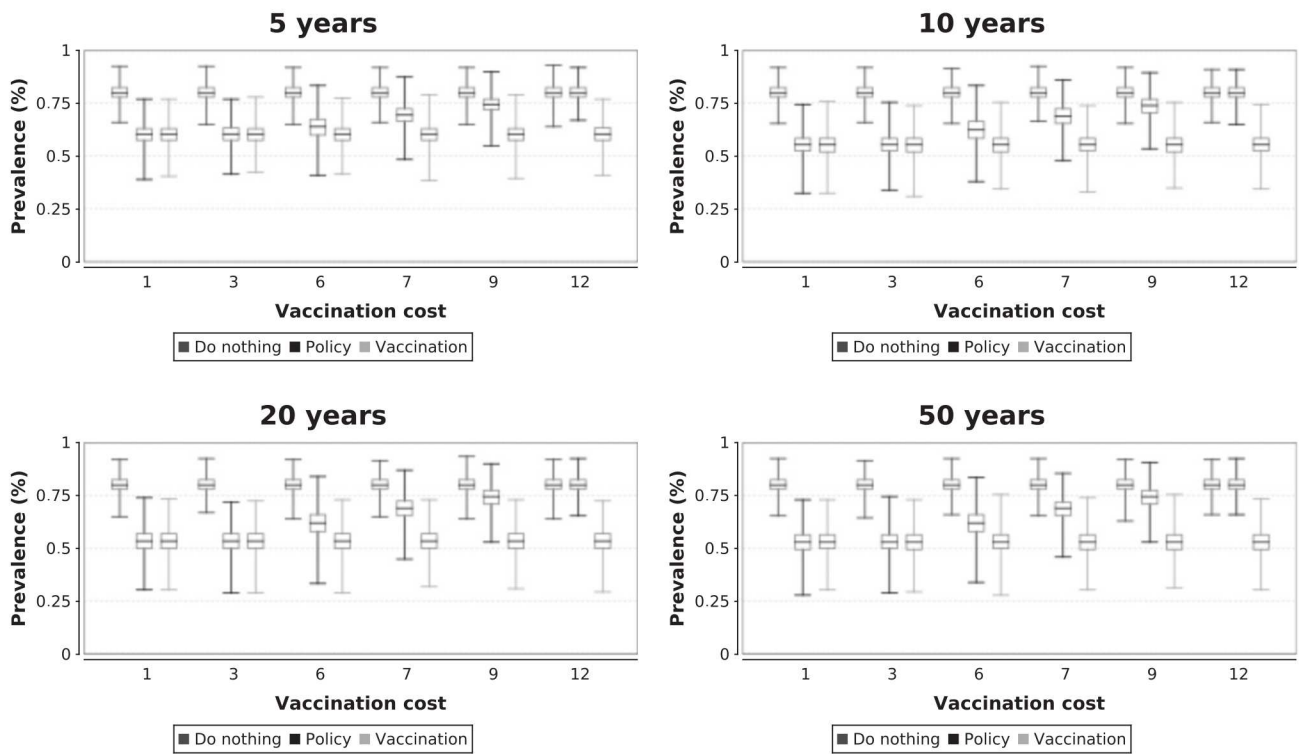 5 years
1
0.75
0.5
0.25
0
Prevalence (%)
1 3 6 7 9 12
Vaccination cost
Do nothing Policy Vaccination
10 years
1
0.75
0.5
0.25
0
Prevalence (%)
1 3 6 7 9 12
Vaccination cost
Do nothing Policy Vaccination
20 years
1
0.75
0.5
0.25
0
Prevalence (%)
1 3 6 7 9 12
Vaccination cost
Do nothing Policy Vaccination
50 years
1
0.75
0.5
0.25
0
Prevalence (%)
1 3 6 7 9 12
Vaccination cost
Do nothing Policy Vaccination